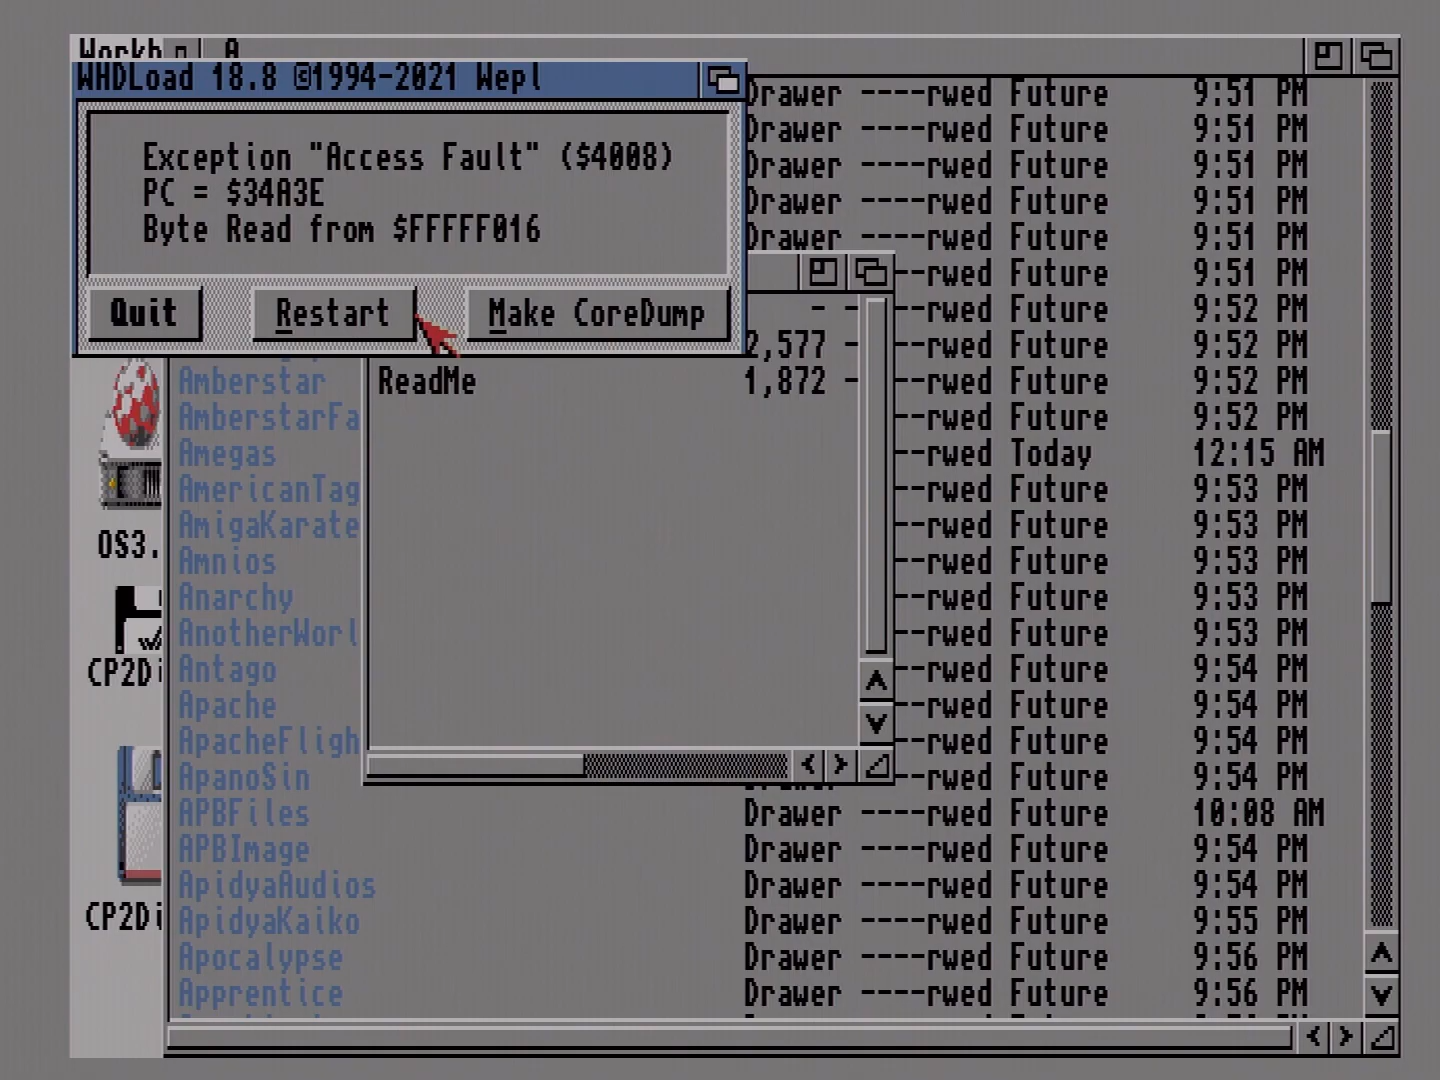 Workb
A
WHDLoad 18.8 ©1994-2021 Wepl
Exception "Access Fault" ($4008)
PC = $34A3E
Byte Read from $FFFFF016
Quit
Restart
Make CoreDump
Drawer ----rwed Future 9:51 PM
Drawer ----rwed Future 9:51 PM
Drawer ----rwed Future 9:51 PM
Drawer ----rwed Future 9:51 PM
Drawer ----rwed Future 9:51 PM
--rwed Future 9:51 PM
- - --rwed Future 9:52 PM
2,577 - --rwed Future 9:52 PM
Amberstar ReadMe 1,872 - --rwed Future 9:52 PM
AmberstarFa --rwed Future 9:52 PM
Amegas --rwed Today 12:15 AM
AmericanTag --rwed Future 9:53 PM
AmigaKarate --rwed Future 9:53 PM
OS3.
Amnios --rwed Future 9:53 PM
Anarchy --rwed Future 9:53 PM
AnotherWorl --rwed Future 9:53 PM
CP2Di
Antago --rwed Future 9:54 PM
Apache --rwed Future 9:54 PM
ApacheFligh --rwed Future 9:54 PM
ApanoSin Drawer --rwed Future 9:54 PM
APBFiles Drawer ----rwed Future 10:08 AM
APBImage Drawer ----rwed Future 9:54 PM
ApidyaAudios Drawer ----rwed Future 9:54 PM
CP2Di
ApidyaKaiko Drawer ----rwed Future 9:55 PM
Apocalypse Drawer ----rwed Future 9:56 PM
Apprentice Drawer ----rwed Future 9:56 PM